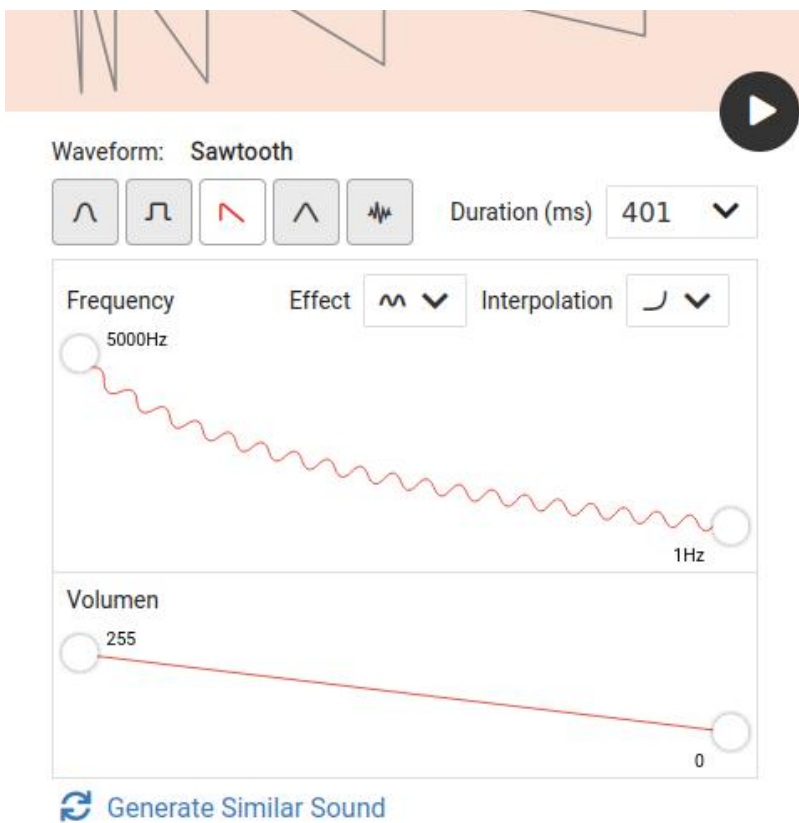 Waveform: Sawtooth
Duration (ms) 401
Frequency Effect Interpolation
5000Hz
1Hz
Volumen
255
0
Generate Similar Sound